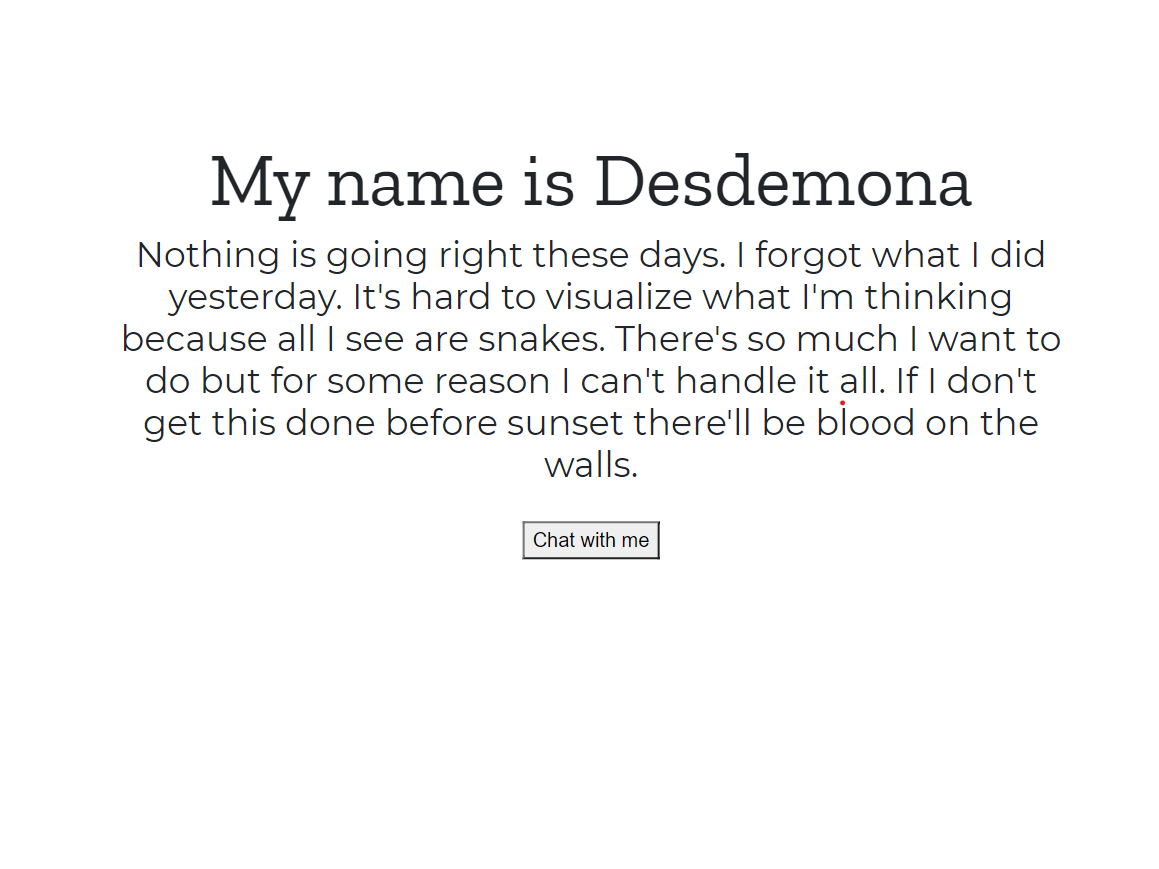 My name is Desdemona
Nothing is going right these days. I forgot what I did
yesterday. It's hard to visualize what I'm thinking
because all I see are snakes. There's so much I want to
do but for some reason I can't handle it all. If I don't
get this done before sunset there'll be blood on the
walls.
Chat with me